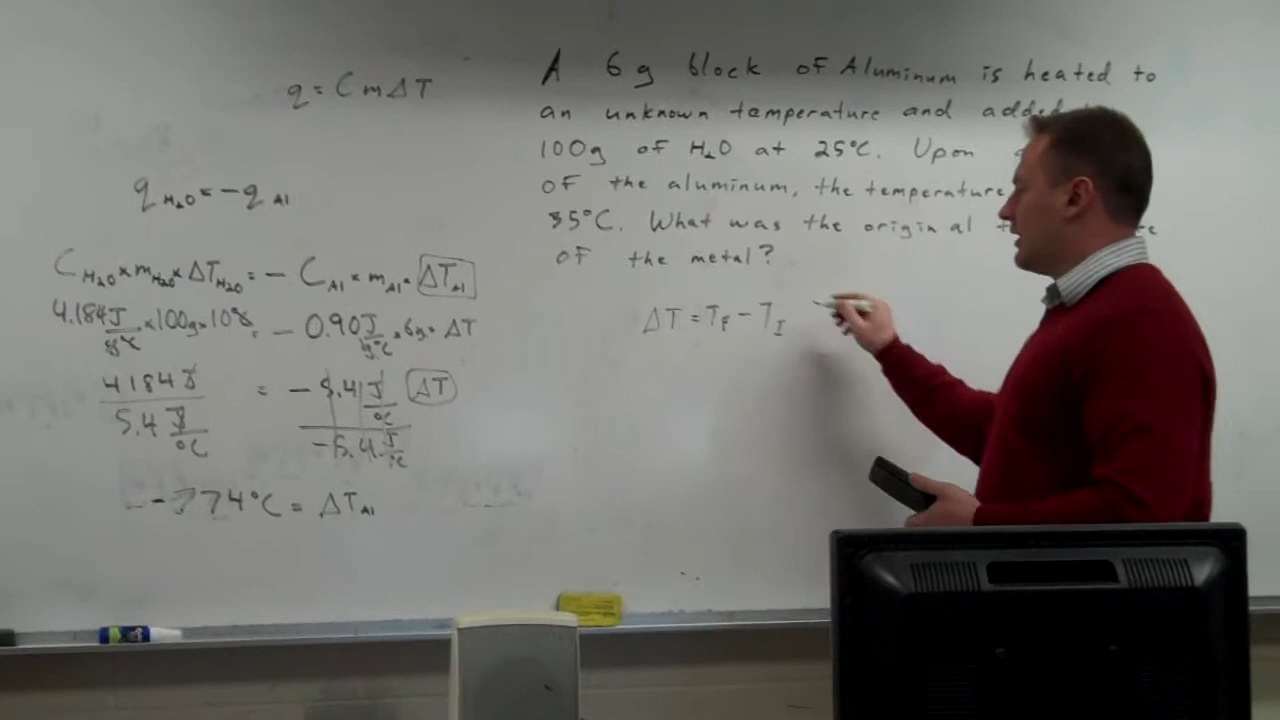 q = C m Δ T
q H₂O = - q Al
C H₂O × m H₂O × ΔT H₂O = - C Al × m Al × ΔT Al
4.184 J/g°C × 100g × 10°C = - 0.90 J/g°C × 6g × ΔT
4184 J / 5.4 J/°C = - 5.4 J/°C ΔT / -5.4 J/°C
-774°C = ΔT Al
A 6g block of Aluminum is heated to
an unknown temperature and added
100g of H₂O at 25°C. Upon
of the aluminum, the temperature
35°C. What was the original
of the metal?
ΔT = T F - T I